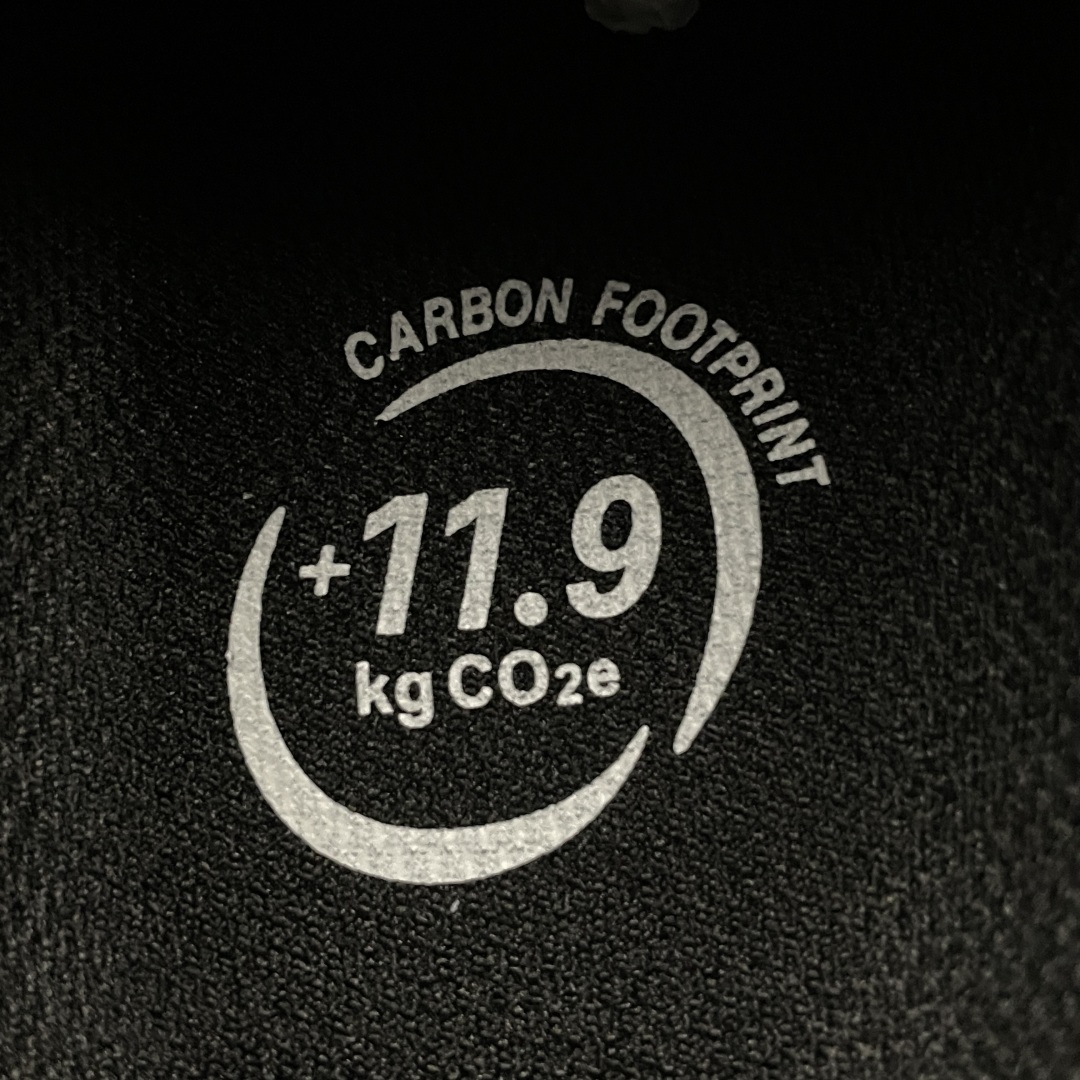 CARBON FOOTPRINT
+11.9
kg CO₂e